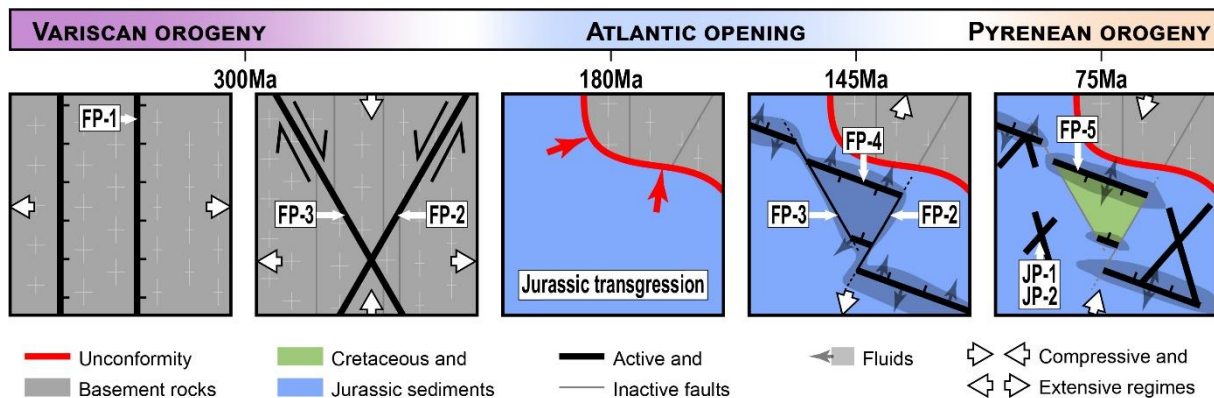 VARISCAN OROGENY ATLANTIC OPENING PYRENEAN OROGENY
300Ma 180Ma 145Ma 75Ma
FP-1
FP-3 FP-2
Jurassic transgression
FP-4
FP-3 FP-2
FP-5
JP-1
JP-2
Unconformity Cretaceous and Active and Fluids Compressive and
Basement rocks Jurassic sediments Inactive faults Extensive regimes